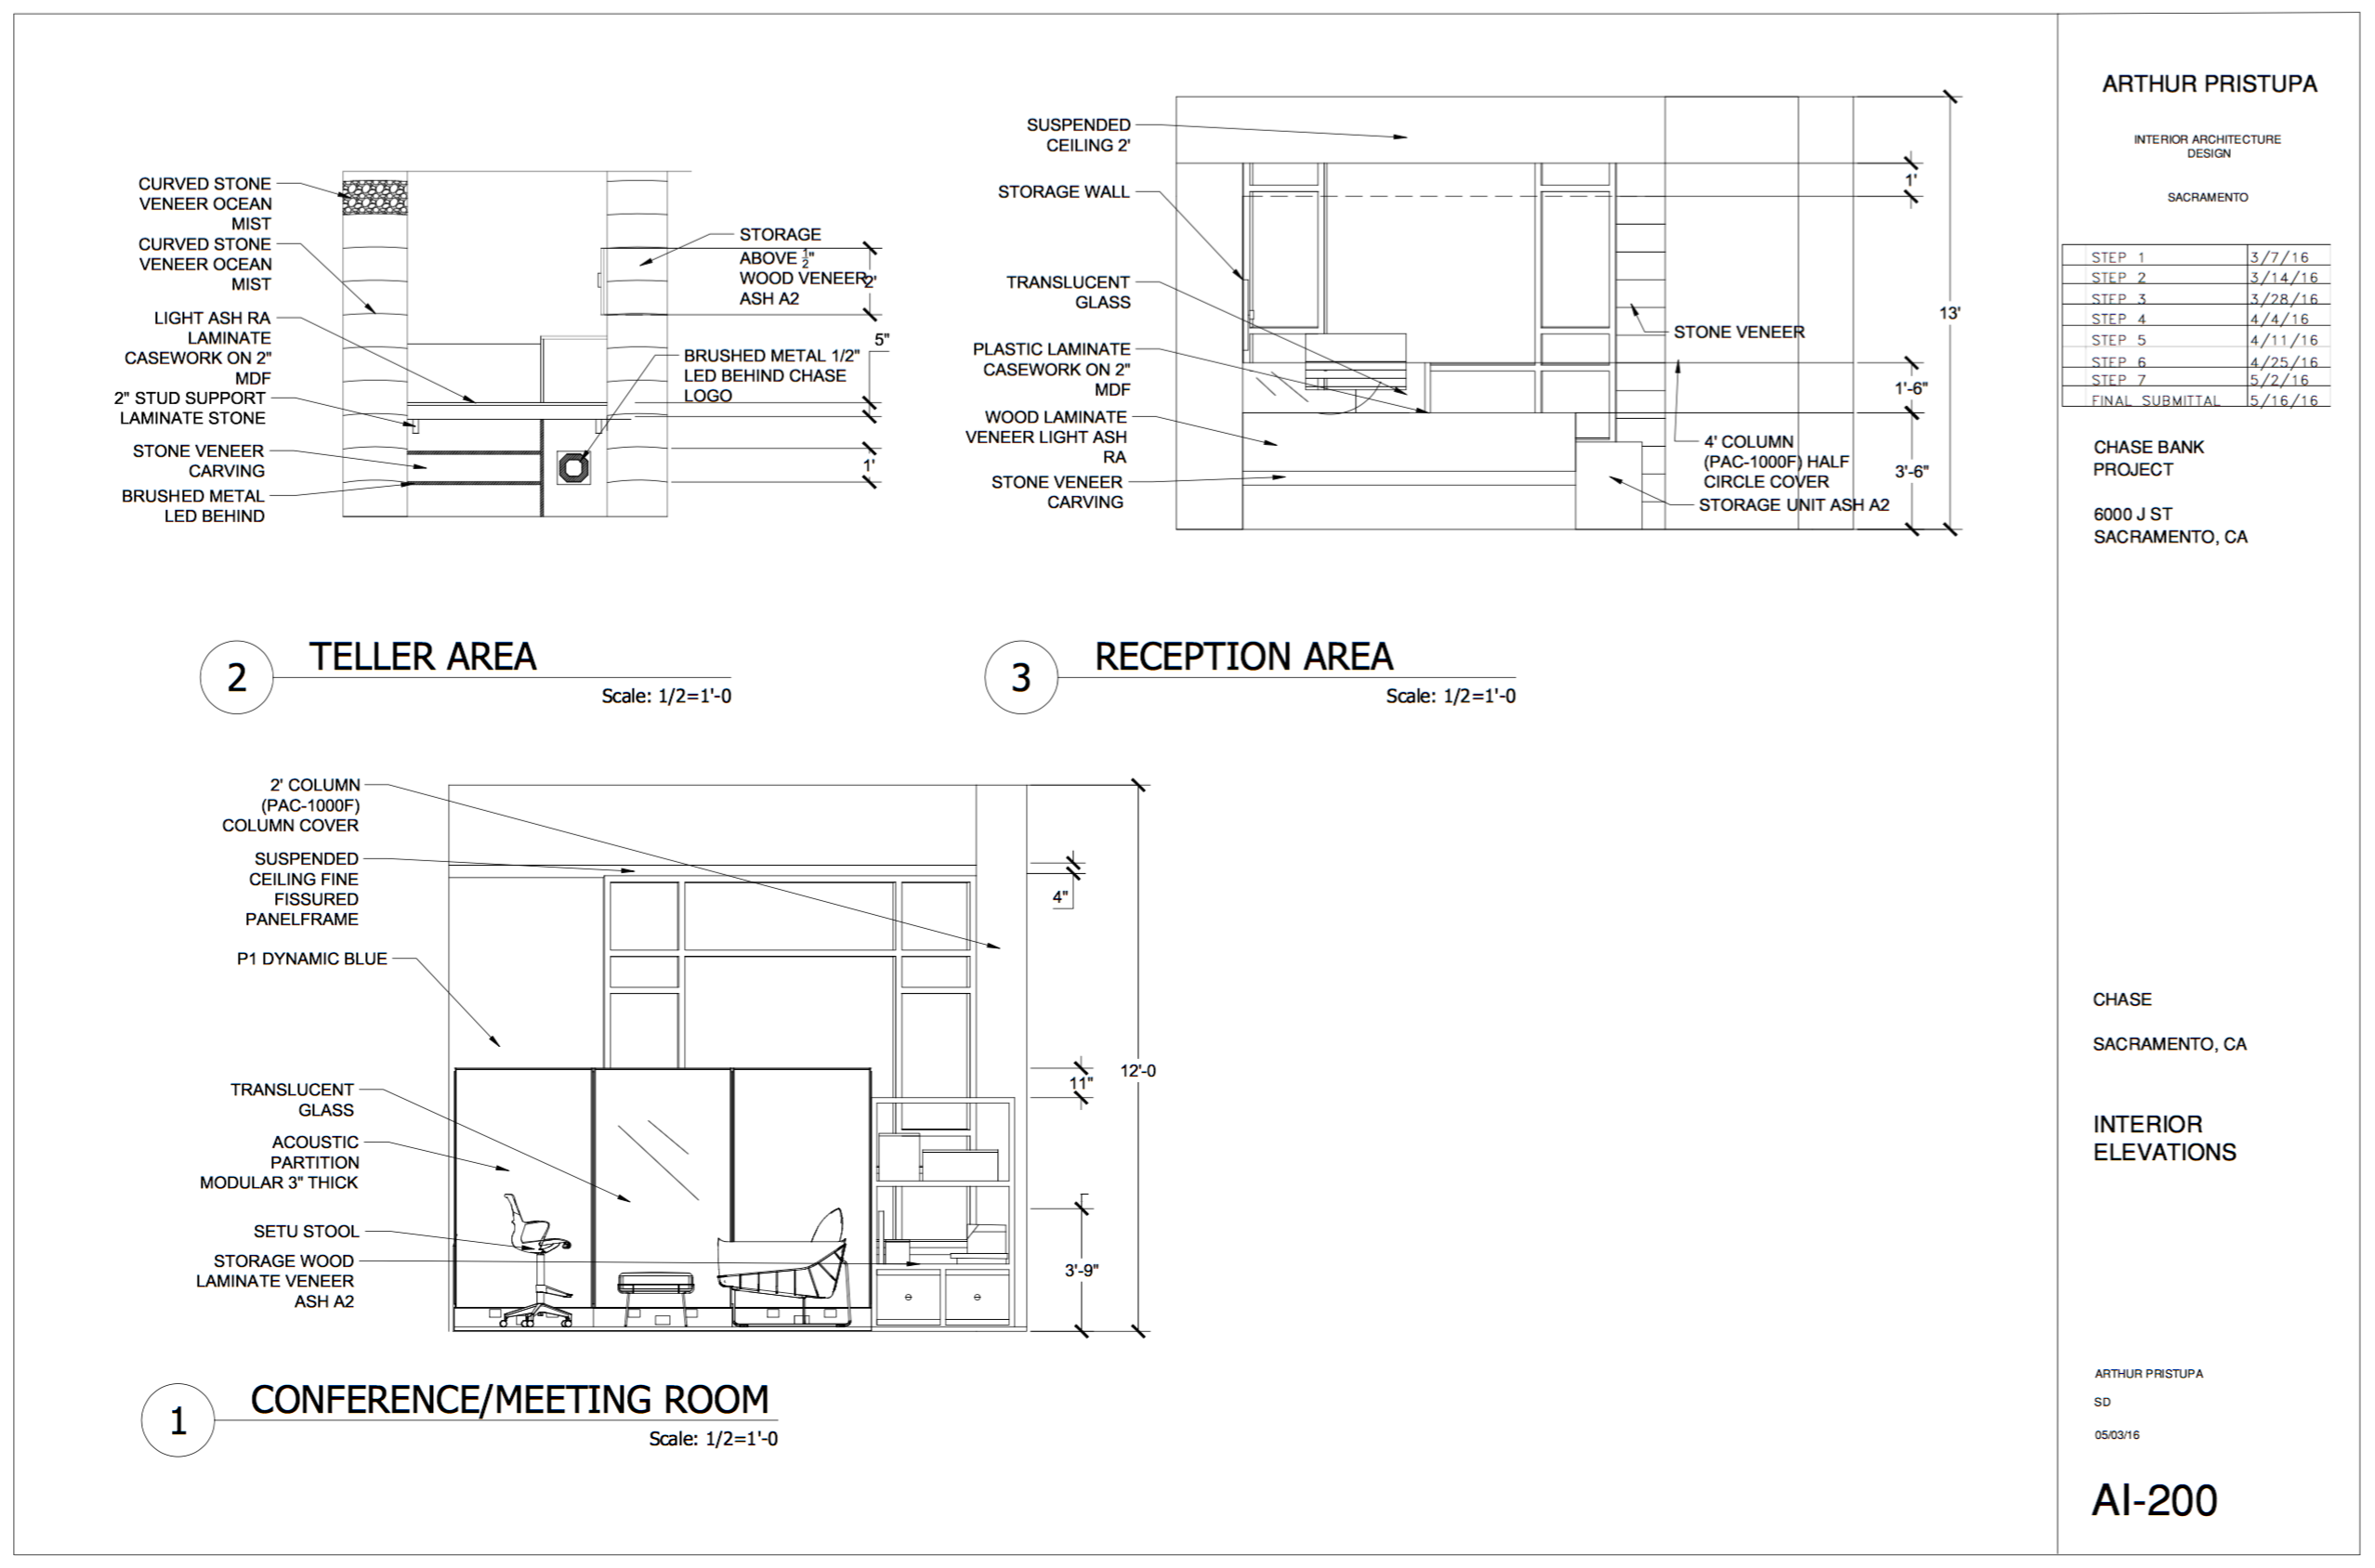 CURVED STONE
VENEER OCEAN
MIST
CURVED STONE
VENEER OCEAN
MIST
LIGHT ASH RA
LAMINATE
CASEWORK ON 2"
MDF
2" STUD SUPPORT
LAMINATE STONE
STONE VENEER
CARVING
BRUSHED METAL
LED BEHIND
STORAGE
ABOVE 1/2"
WOOD VENEER
ASH A2
2'
5"
BRUSHED METAL 1/2"
LED BEHIND CHASE
LOGO
1'
2 TELLER AREA
Scale: 1/2=1'-0
SUSPENDED
CEILING 2'
STORAGE WALL
TRANSLUCENT
GLASS
PLASTIC LAMINATE
CASEWORK ON 2"
MDF
WOOD LAMINATE
VENEER LIGHT ASH
RA
STONE VENEER
CARVING
STONE VENEER
4' COLUMN
(PAC-1000F) HALF
CIRCLE COVER
STORAGE UNIT ASH A2
1'
13'
1'-6"
3'-6"
3 RECEPTION AREA
Scale: 1/2=1'-0
2' COLUMN
(PAC-1000F)
COLUMN COVER
SUSPENDED
CEILING FINE
FISSURED
PANELFRAME
P1 DYNAMIC BLUE
TRANSLUCENT
GLASS
ACOUSTIC
PARTITION
MODULAR 3" THICK
SETU STOOL
STORAGE WOOD
LAMINATE VENEER
ASH A2
4"
11"
12'-0
3'-9"
1 CONFERENCE/MEETING ROOM
Scale: 1/2=1'-0
ARTHUR PRISTUPA
INTERIOR ARCHITECTURE
DESIGN
SACRAMENTO
STEP 1 3/7/16
STEP 2 3/14/16
STEP 3 3/28/16
STEP 4 4/4/16
STEP 5 4/11/16
STEP 6 4/25/16
STEP 7 5/2/16
FINAL SUBMITTAL 5/16/16
CHASE BANK
PROJECT
6000 J ST
SACRAMENTO, CA
CHASE
SACRAMENTO, CA
INTERIOR
ELEVATIONS
ARTHUR PRISTUPA
SD
05/03/16
AI-200